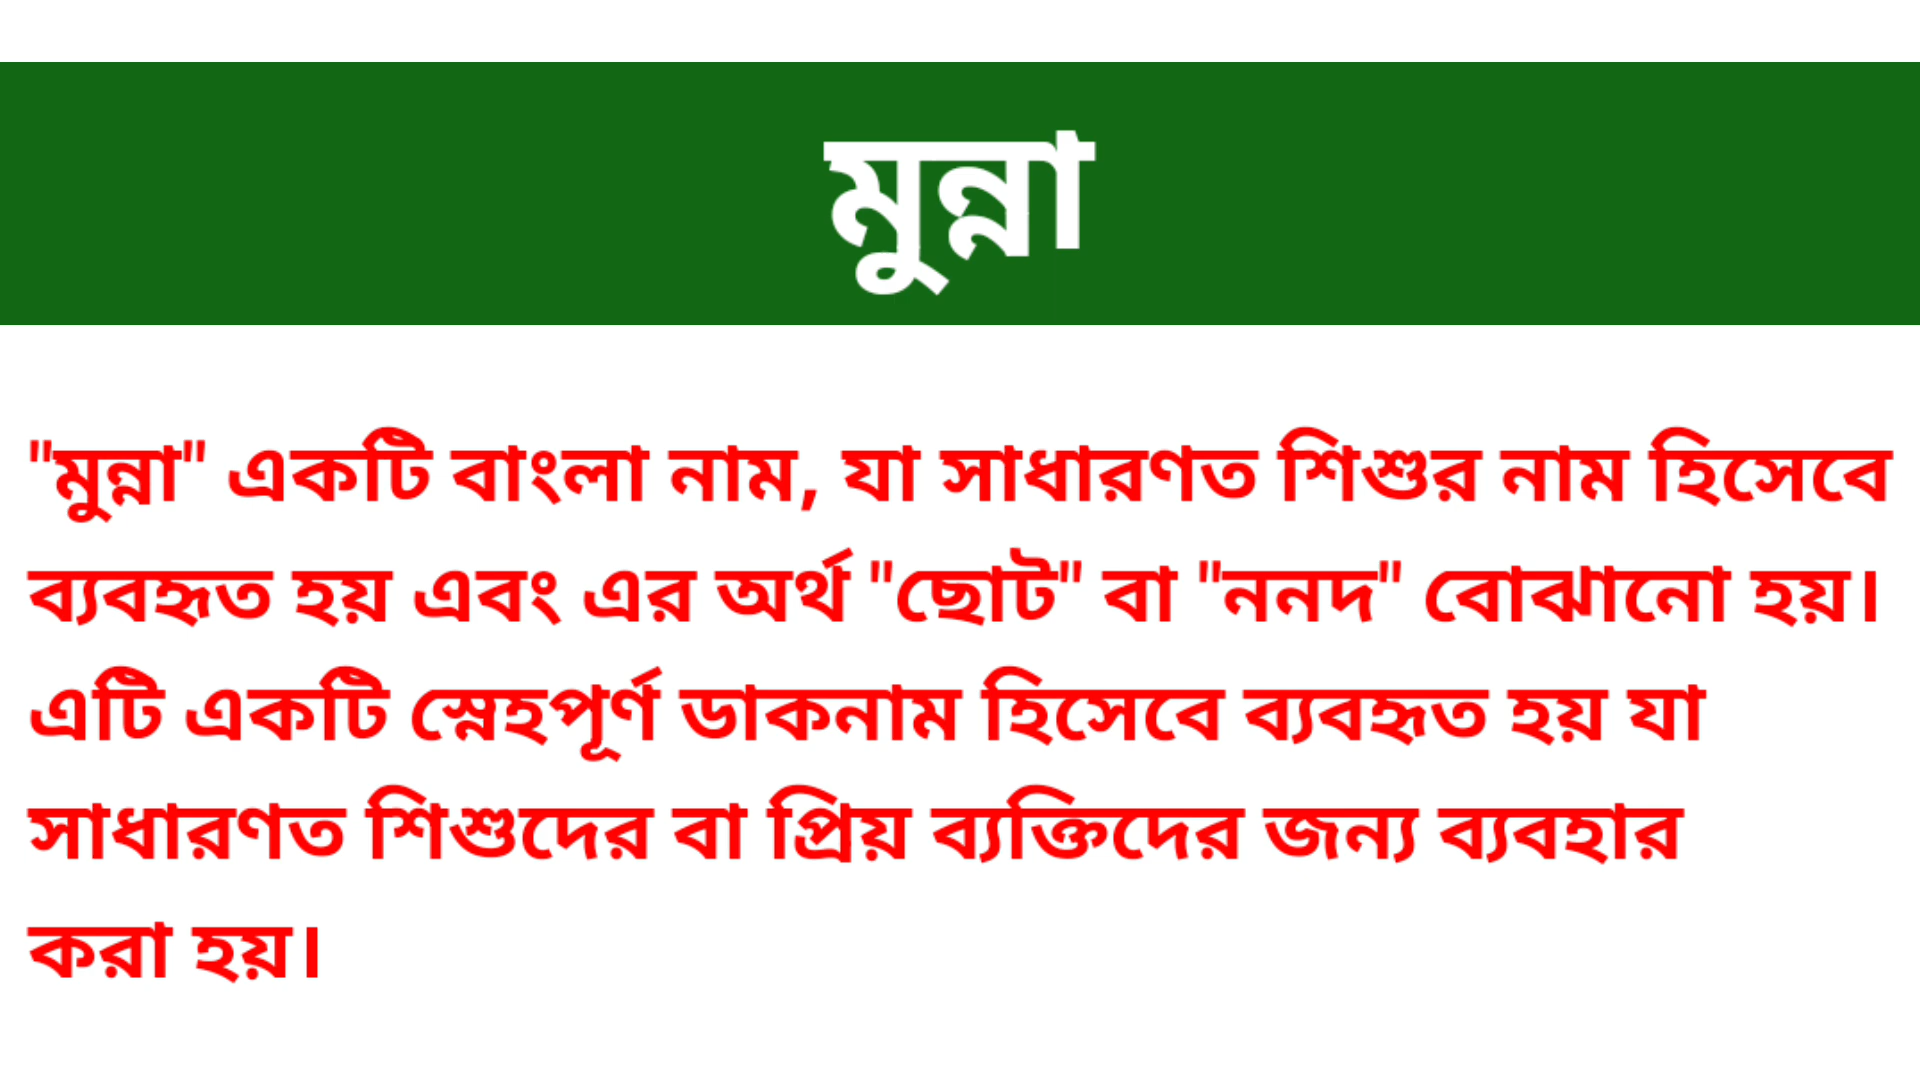 মুন্না
"মুন্না" একটি বাংলা নাম, যা সাধারণত শিশুর নাম হিসেবে
ব্যবহৃত হয় এবং এর অর্থ "ছোট" বা "ননদ" বোঝানো হয়।
এটি একটি স্নেহপূর্ণ ডাকনাম হিসেবে ব্যবহৃত হয় যা
সাধারণত শিশুদের বা প্রিয় ব্যক্তিদের জন্য ব্যবহার
করা হয়।